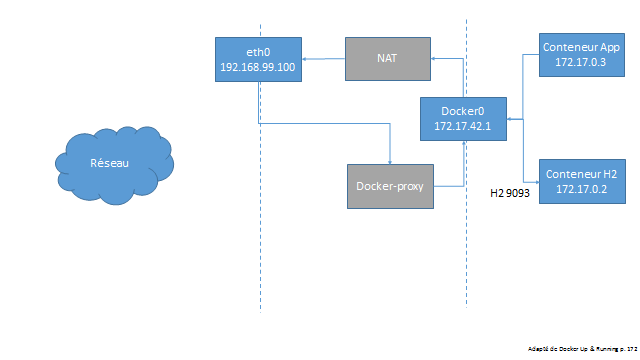 eth0
192.168.99.100
NAT
Conteneur App
172.17.0.3
Docker0
172.17.42.1
Réseau
Docker-proxy
Conteneur H2
172.17.0.2
H2 9093
Adapté de Docker Up & Running p. 172